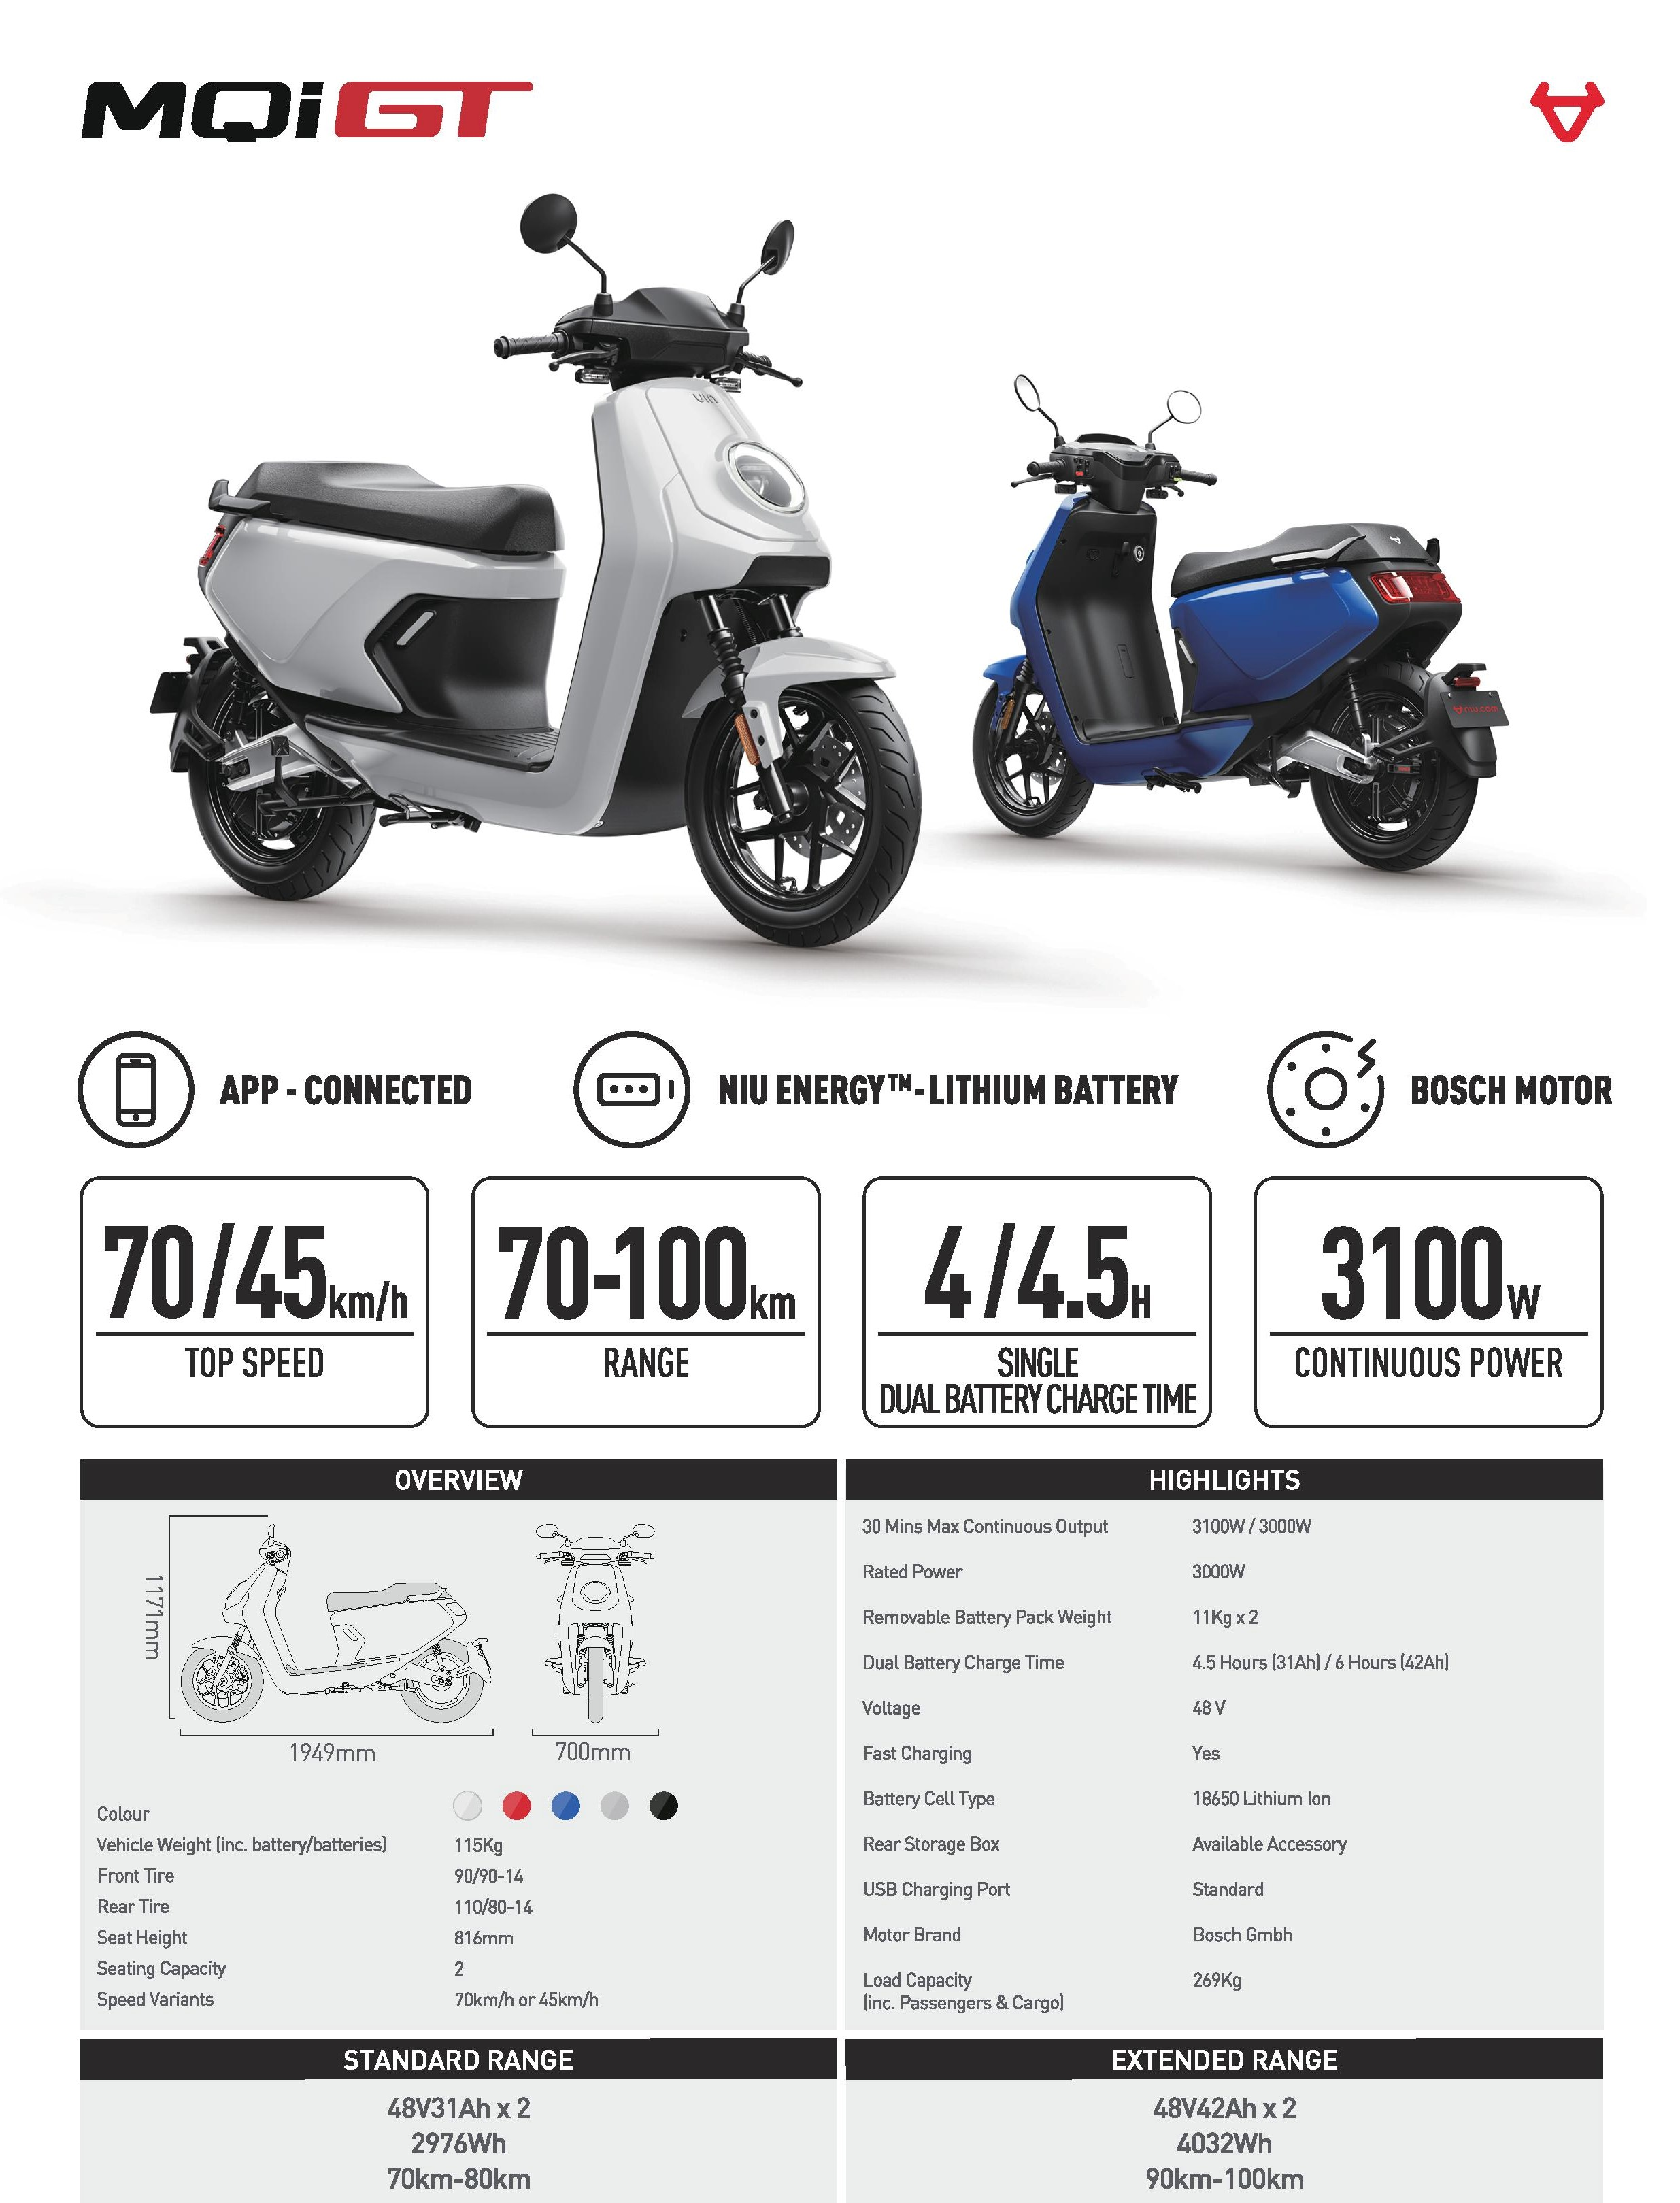 MQiGT
NIU
niu.com
APP - CONNECTED
NIU ENERGY™-LITHIUM BATTERY
BOSCH MOTOR
70/45km/h
TOP SPEED
70-100km
RANGE
4/4.5H
SINGLE
DUAL BATTERY CHARGE TIME
3100W
CONTINUOUS POWER
OVERVIEW
1171mm
1949mm
700mm
Colour
Vehicle Weight (inc. battery/batteries) 115Kg
Front Tire 90/90-14
Rear Tire 110/80-14
Seat Height 816mm
Seating Capacity 2
Speed Variants 70km/h or 45km/h
HIGHLIGHTS
30 Mins Max Continuous Output 3100W / 3000W
Rated Power 3000W
Removable Battery Pack Weight 11Kg x 2
Dual Battery Charge Time 4.5 Hours (31Ah) / 6 Hours (42Ah)
Voltage 48 V
Fast Charging Yes
Battery Cell Type 18650 Lithium Ion
Rear Storage Box Available Accessory
USB Charging Port Standard
Motor Brand Bosch Gmbh
Load Capacity 269Kg
(inc. Passengers & Cargo)
STANDARD RANGE
48V31Ah x 2
2976Wh
70km-80km
EXTENDED RANGE
48V42Ah x 2
4032Wh
90km-100km